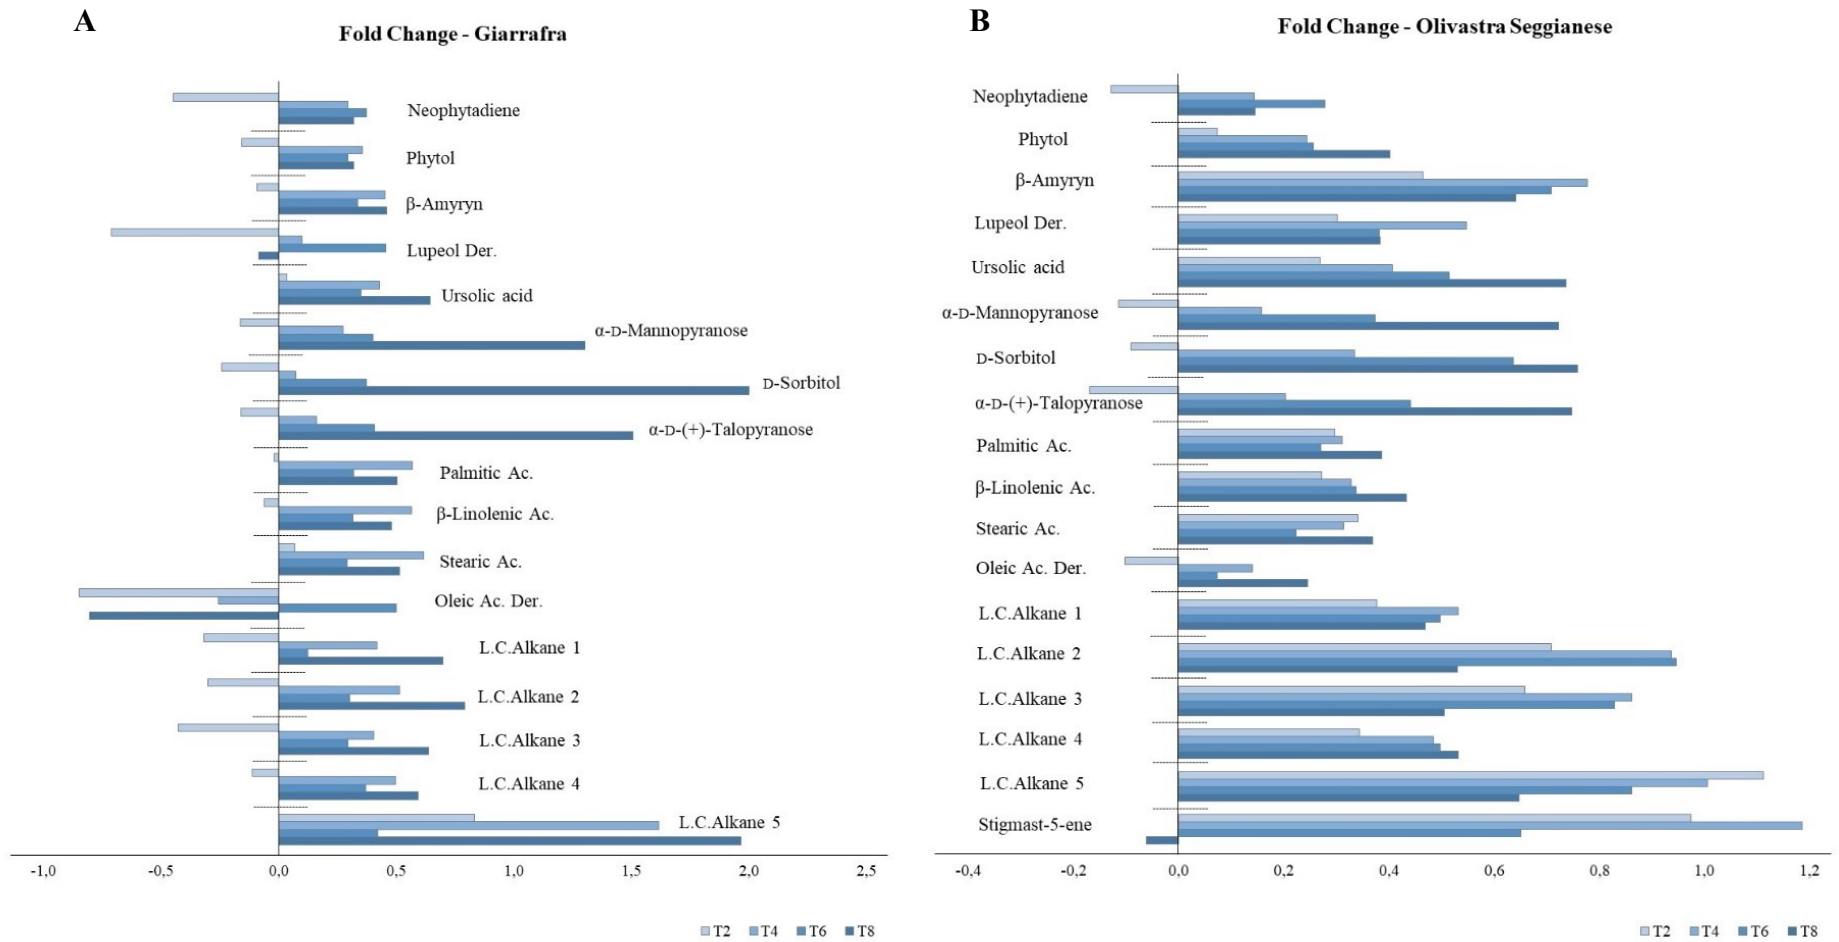 A
Fold Change - Giarrafra
Neophytadiene
Phytol
β-Amyryn
Lupeol Der.
Ursolic acid
α-D-Mannopyranose
D-Sorbitol
α-D-(+)-Talopyranose
Palmitic Ac.
β-Linolenic Ac.
Stearic Ac.
Oleic Ac. Der.
L.C.Alkane 1
L.C.Alkane 2
L.C.Alkane 3
L.C.Alkane 4
L.C.Alkane 5
-1,0 -0,5 0,0 0,5 1,0 1,5 2,0 2,5
T2 T4 T6 T8
B
Fold Change - Olivastra Seggianese
Neophytadiene
Phytol
β-Amyryn
Lupeol Der.
Ursolic acid
α-D-Mannopyranose
D-Sorbitol
α-D-(+)-Talopyranose
Palmitic Ac.
β-Linolenic Ac.
Stearic Ac.
Oleic Ac. Der.
L.C.Alkane 1
L.C.Alkane 2
L.C.Alkane 3
L.C.Alkane 4
L.C.Alkane 5
Stigmast-5-ene
-0,4 -0,2 0,0 0,2 0,4 0,6 0,8 1,0 1,2
T2 T4 T6 T8